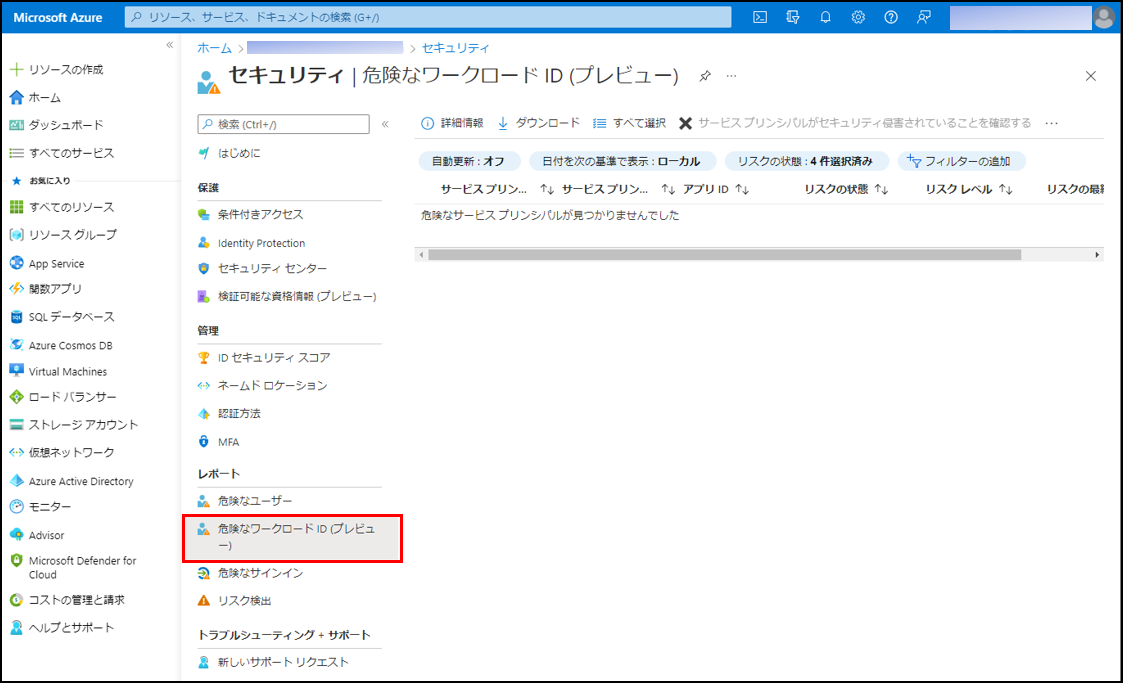 Microsoft Azure
リソース、サービス、ドキュメントの検索 (G+/)
リソースの作成
ホーム
ダッシュボード
すべてのサービス
お気に入り
すべてのリソース
リソース グループ
App Service
関数アプリ
SQL データベース
Azure Cosmos DB
Virtual Machines
ロード バランサー
ストレージ アカウント
仮想ネットワーク
Azure Active Directory
モニター
Advisor
Microsoft Defender for
Cloud
コストの管理と請求
ヘルプとサポート
ホーム > > セキュリティ
セキュリティ | 危険なワークロード ID (プレビュー)
検索 (Ctrl+/)
はじめに
保護
条件付きアクセス
Identity Protection
セキュリティ センター
検証可能な資格情報 (プレビュー)
管理
ID セキュリティ スコア
ネームド ロケーション
認証方法
MFA
レポート
危険なユーザー
危険なワークロード ID (プレビュ
ー)
危険なサインイン
リスク検出
トラブルシューティング + サポート
新しいサポート リクエスト
詳細情報 ダウンロード すべて選択 サービス プリンシパルがセキュリティ侵害されていることを確認する ...
自動更新 : オフ 日付を次の基準で表示 : ローカル リスクの状態 : 4 件選択済み フィルターの追加
サービス プリン... サービス プリン... アプリ ID リスクの状態 リスク レベル リスクの最終
危険なサービス プリンシパルが見つかりませんでした